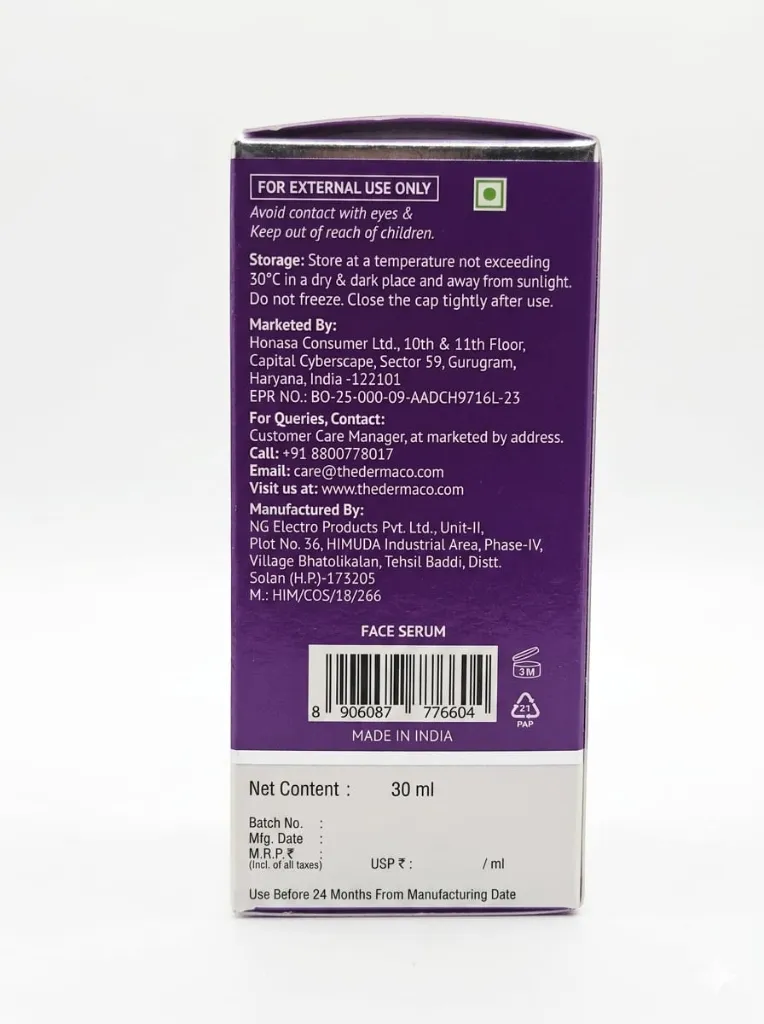 FOR EXTERNAL USE ONLY
Avoid contact with eyes &
Keep out of reach of children.
Storage: Store at a temperature not exceeding
30°C in a dry & dark place and away from sunlight.
Do not freeze. Close the cap tightly after use.
Marketed By:
Honasa Consumer Ltd., 10th & 11th Floor,
Capital Cyberscape, Sector 59, Gurugram,
Haryana, India -122101
EPR NO.: BO-25-000-09-AADCH9716L-23
For Queries, Contact:
Customer Care Manager, at marketed by address.
Call: +91 8800778017
Email: care@thedermaco.com
Visit us at: www.thedermaco.com
Manufactured By:
NG Electro Products Pvt. Ltd., Unit-II,
Plot No. 36, HIMUDA Industrial Area, Phase-IV,
Village Bhatolikalan, Tehsil Baddi, Distt.
Solan (H.P.)-173205
M.: HIM/COS/18/266
FACE SERUM
3M
8 906087 776604
21
PAP
MADE IN INDIA
Net Content : 30 ml
Batch No. :
Mfg. Date :
M.R.P. ₹ :
(Incl. of all taxes)
USP ₹ : / ml
Use Before 24 Months From Manufacturing Date